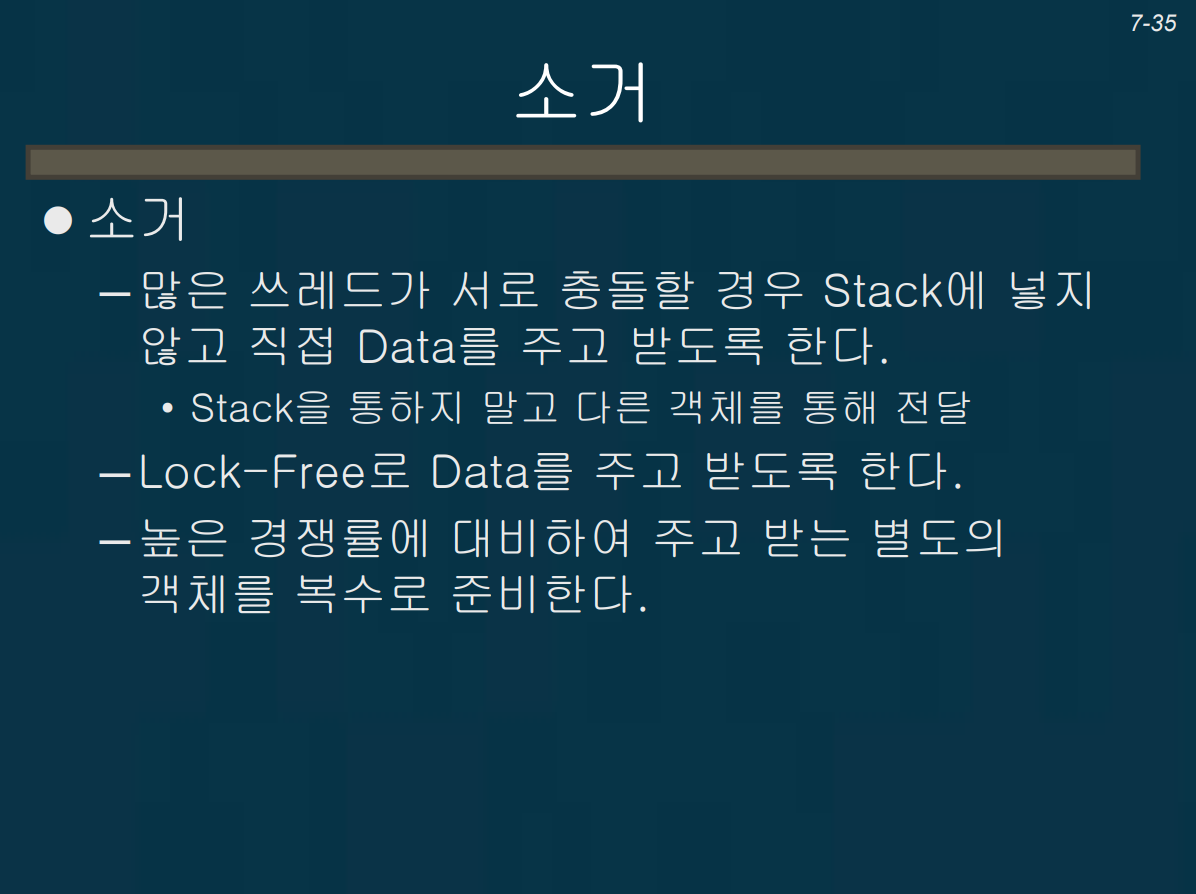 7-35
소거
● 소거
–많은 쓰레드가 서로 충돌할 경우 Stack에 넣지
않고 직접 Data를 주고 받도록 한다.
• Stack을 통하지 말고 다른 객체를 통해 전달
–Lock-Free로 Data를 주고 받도록 한다.
–높은 경쟁률에 대비하여 주고 받는 별도의
객체를 복수로 준비한다.